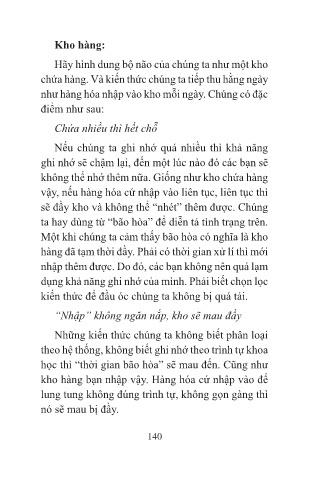 Kho hàng:
Hãy hình dung bộ não của chúng ta như một kho
chứa hàng. Và kiến thức chúng ta tiếp thu hằng ngày
như hàng hóa nhập vào kho mỗi ngày. Chúng có đặc
điểm như sau:
Chứa nhiều thì hết chỗ
Nếu chúng ta ghi nhớ quá nhiều thì khả năng
ghi nhớ sẽ chậm lại, đến một lúc nào đó các bạn sẽ
không thể nhớ thêm nữa. Giống như kho chứa hàng
vậy, nếu hàng hóa cứ nhập vào liên tục, liên tục thì
sẽ đầy kho và không thể “nhét” thêm được. Chúng
ta hay dùng từ “bão hòa” để diễn tả tình trạng trên.
Một khi chúng ta cảm thấy bão hòa có nghĩa là kho
hàng đã tạm thời đầy. Phải có thời gian xử lí thì mới
nhập thêm được. Do đó, các bạn không nên quá lạm
dụng khả năng ghi nhớ của mình. Phải biết chọn lọc
kiến thức để đầu óc chúng ta không bị quá tải.
“Nhập” không ngăn nắp, kho sẽ mau đầy
Những kiến thức chúng ta không biết phân loại
theo hệ thống, không biết ghi nhớ theo trình tự khoa
học thì “thời gian bão hòa” sẽ mau đến. Cũng như
kho hàng bạn nhập vậy. Hàng hóa cứ nhập vào để
lung tung không đúng trình tự, không gọn gàng thì
nó sẽ mau bị đầy.
140